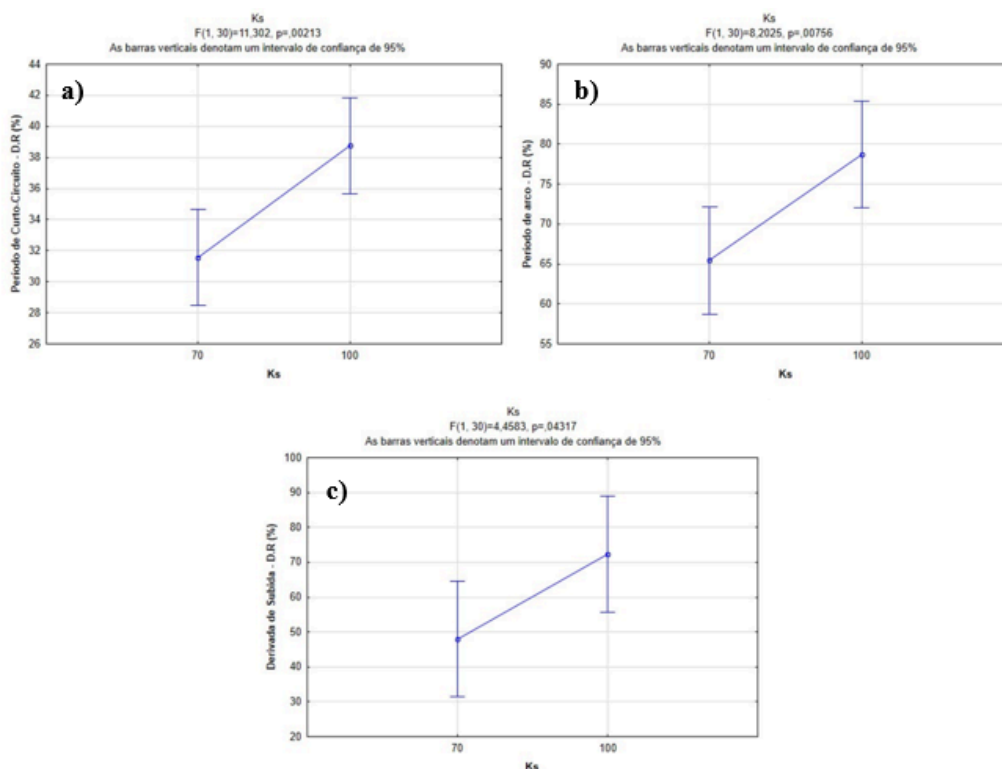 Ks
F(1, 30)=11,302, p=,00213
As barras verticais denotam um intervalo de confiança de 95%
a)
Período de Curto-Circuito - D.R (%)
44
42
40
38
36
34
32
30
28
26
70
100
Ks
Ks
F(1, 30)=8,2025, p=,00756
As barras verticais denotam um intervalo de confiança de 95%
b)
Período de arco - D.R (%)
90
85
80
75
70
65
60
55
70
100
Ks
Ks
F(1, 30)=4,4583, p=,04317
As barras verticais denotam um intervalo de confiança de 95%
c)
Derivada de Subida - D.R (%)
100
90
80
70
60
50
40
30
20
70
100
Ks